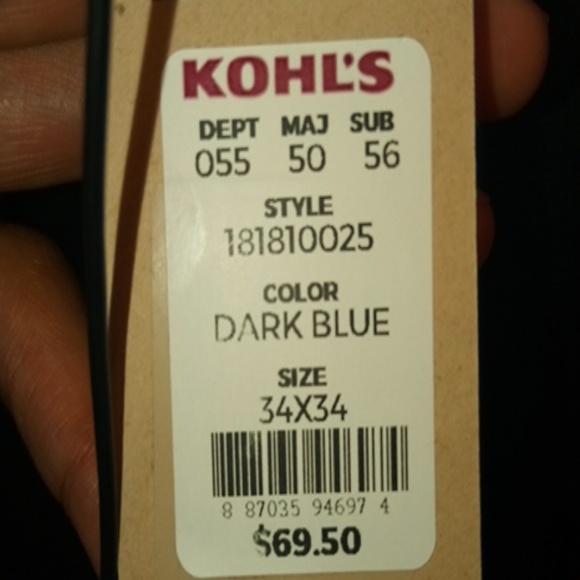 KOHL'S
DEPT MAJ SUB
055 50 56
STYLE
181810025
COLOR
DARK BLUE
SIZE
34X34
8 87035 94697 4
$69.50